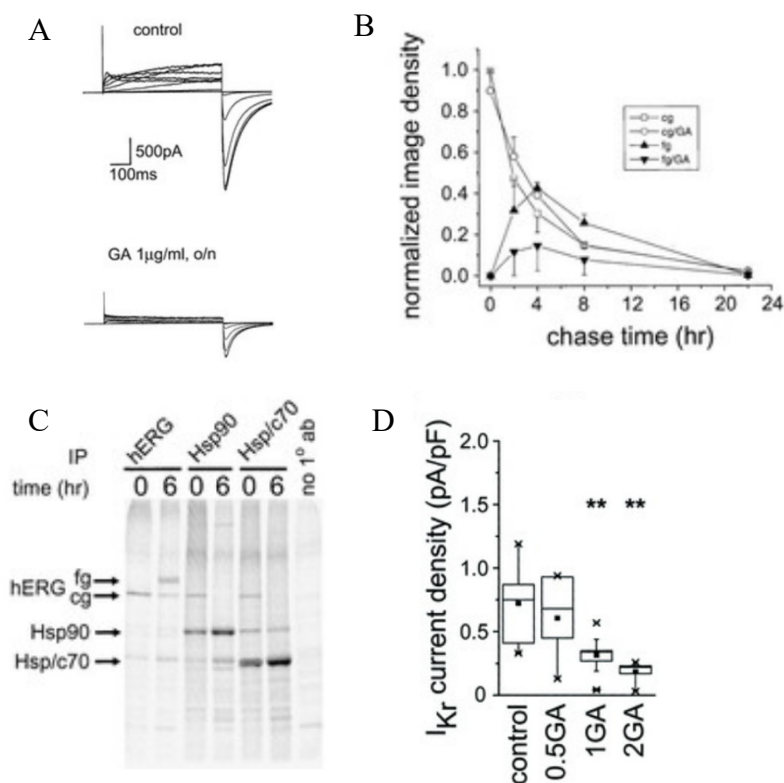 A
control
500pA
100ms
GA 1µg/ml, o/n
B
normalized image density
1.0
0.8
0.6
0.4
0.2
0.0
cg
cg/GA
fg
fg/GA
0 4 8 12 16 20 24
chase time (hr)
C
IP
hERG
Hsp90
Hsp/c70
no 1° ab
time (hr) 0 6 0 6 0 6
hERG fg
cg
Hsp90
Hsp/c70
D
IKr current density (pA/pF)
2.0
1.5
1.0
0.5
0
** **
control
0.5GA
1GA
2GA